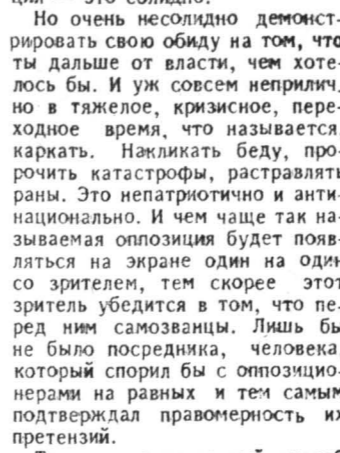 ции — это солидно.
Но очень несолидно демонст-
рировать свою обиду на том, что
ты дальше от власти, чем хоте-
лось бы. И уж совсем неприлич,
но в тяжелое, кризисное, пере-
ходное время, что называется
каркать. Накликать беду, про-
рочить катастрофы, растравлять
раны. Это непатриотично и анти-
национально. И чем чаще так на-
зываемая оппозиция будет появ-
ляться на экране один на один
со зрителем, тем скорее этот
зритель убедится в том, что пе-
ред ним самозванцы. Лишь бы
не было посредника, человека
который спорил бы с оппозицио-
нерами на равных и тем самым
подтверждал правомерность их
претензий.